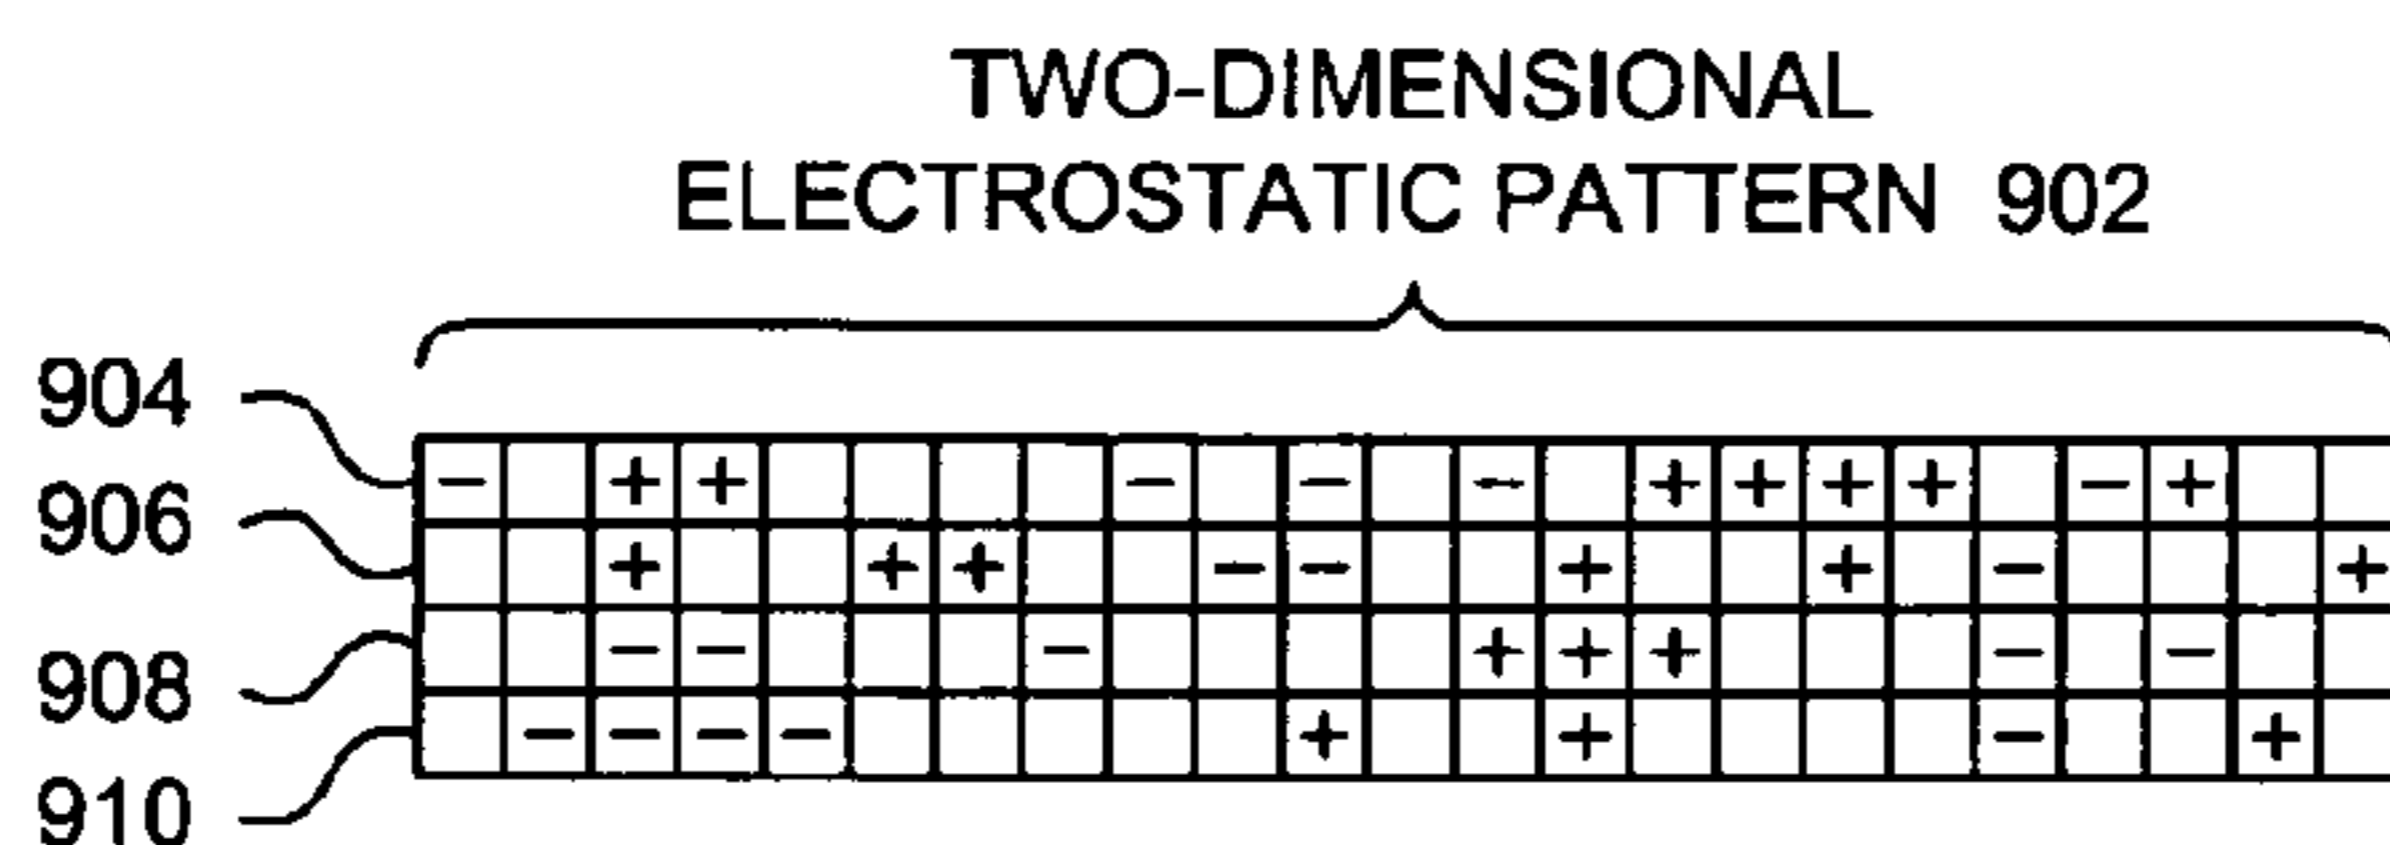 TWO-DIMENSIONAL
ELECTROSTATIC PATTERN 902
904
906
908
910
− + + − − − + + + + − +
+ + + − − + + − +
− − − + + + − −
− − − − + + − +